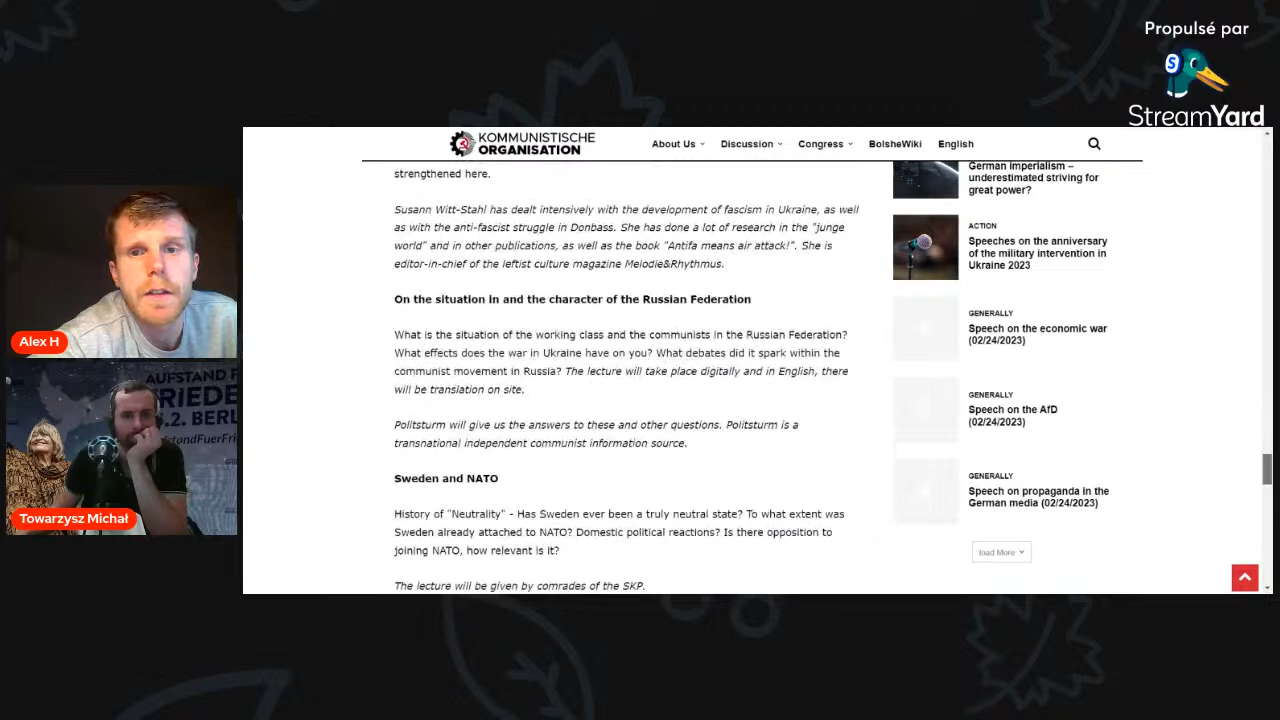 Propulsé par
StreamYard
KOMMUNISTISCHE
ORGANISATION
About Us
Discussion
Congress
BolsheWiki
English
strengthened here.
Susann Witt-Stahl has dealt intensively with the development of fascism in Ukraine, as well
as with the anti-fascist struggle in Donbass. She has done a lot of research in the "junge
world" and in other publications, as well as the book "Antifa means air attack!". She is
editor-in-chief of the leftist culture magazine Melodie&Rhythmus.
On the situation in and the character of the Russian Federation
What is the situation of the working class and the communists in the Russian Federation?
What effects does the war in Ukraine have on you? What debates did it spark within the
communist movement in Russia? The lecture will take place digitally and in English, there
will be translation on site.
Politsturm will give us the answers to these and other questions. Politsturm is a
transnational independent communist information source.
Sweden and NATO
History of "Neutrality" - Has Sweden ever been a truly neutral state? To what extent was
Sweden already attached to NATO? Domestic political reactions? Is there opposition to
joining NATO, how relevant is it?
The lecture will be given by comrades of the SKP.
German imperialism –
underestimated striving for
great power?
ACTION
Speeches on the anniversary
of the military intervention in
Ukraine 2023
GENERALLY
Speech on the economic war
(02/24/2023)
GENERALLY
Speech on the AfD
(02/24/2023)
GENERALLY
Speech on propaganda in the
German media (02/24/2023)
load More
Alex H
AUFSTAND F
RIEDE
.2. BERL
standFuerFri
Towarzysz Michał